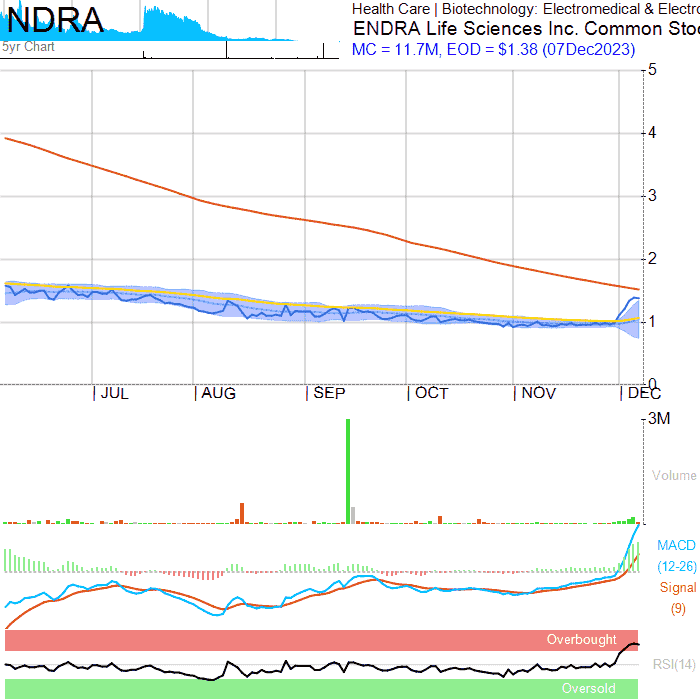 NDRA
5yr Chart
Health Care | Biotechnology: Electromedical & Electro
ENDRA Life Sciences Inc. Common Stoc
MC = 11.7M, EOD = $1.38 (07Dec2023)
5
4
3
2
1
0
JUL AUG SEP OCT NOV DEC
3M
Volume
MACD
(12-26)
Signal
(9)
Overbought
RSI(14)
Oversold